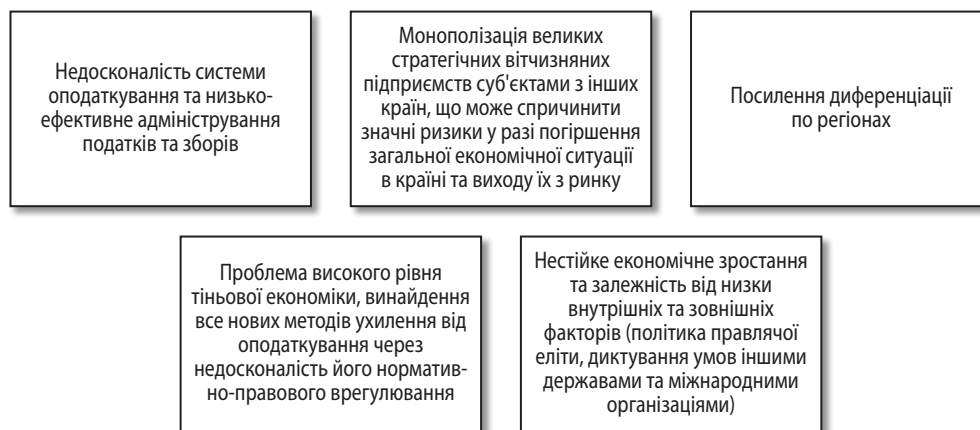 Недосконалість системи
оподаткування та низько-
ефективне адміністрування
податків та зборів
Монополізація великих
стратегічних вітчизняних
підприємств суб'єктами з інших
країн, що може спричинити
значні ризики у разі погіршення
загальної економічної ситуації
в країні та виходу їх з ринку
Посилення диференціації
по регіонах
Проблема високого рівня
тіньової економіки, винайдення
все нових методів ухилення від
оподаткування через
недосконалість його норматив-
но-правового врегулювання
Нестійке економічне зростання
та залежність від низки
внутрішніх та зовнішніх
факторів (політика правлячої
еліти, диктування умов іншими
державами та міжнародними
організаціями)